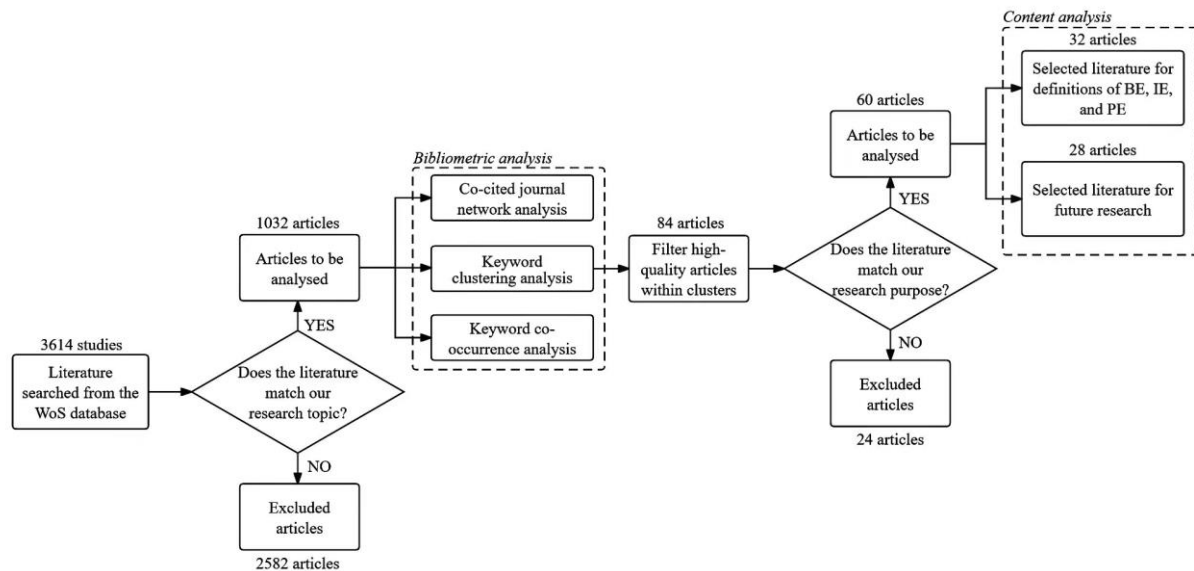 3614 studies
Literature
searched from the
WoS database
Does the literature
match our
research topic?
YES
1032 articles
Articles to be
analysed
NO
Excluded
articles
2582 articles
Bibliometric analysis
Co-cited journal
network analysis
Keyword
clustering analysis
Keyword co-
occurrence analysis
84 articles
Filter high-
quality articles
within clusters
Does the literature
match our
research purpose?
YES
60 articles
Articles to be
analysed
NO
Excluded
articles
24 articles
Content analysis
32 articles
Selected literature for
definitions of BE, IE,
and PE
28 articles
Selected literature for
future research